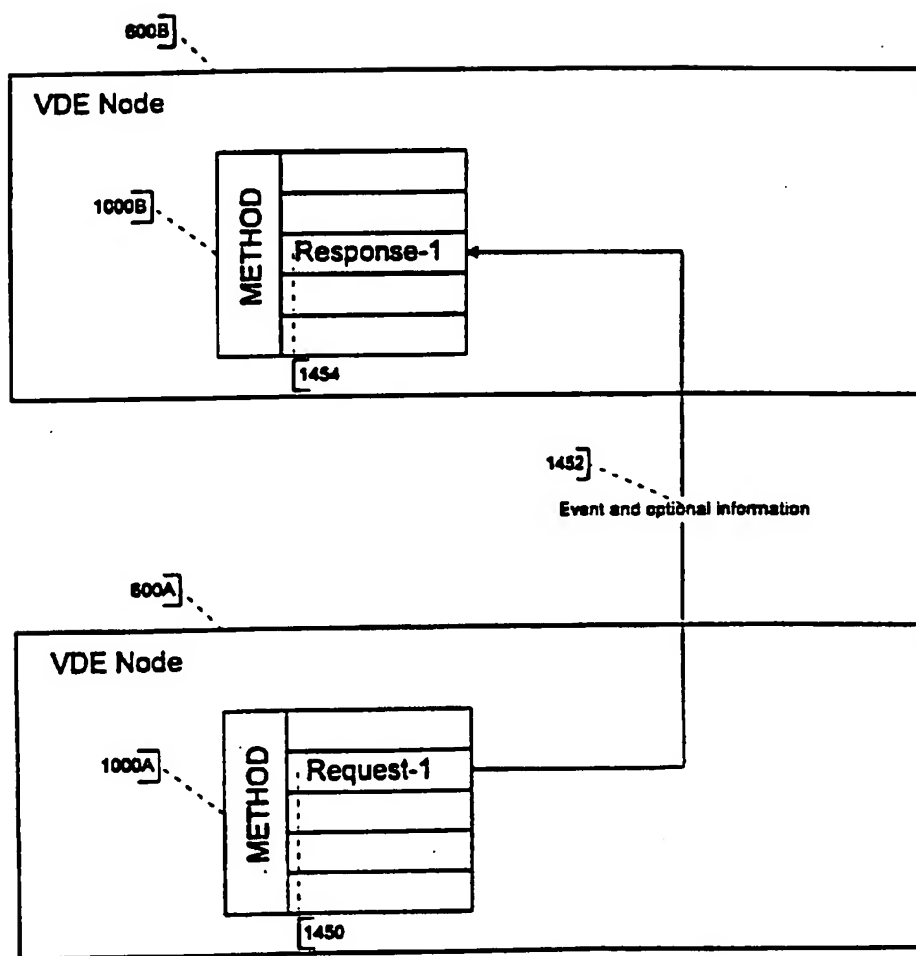 600B
VDE Node
1000B
METHOD
Response-1
1454
1452
Event and optional information
600A
VDE Node
1000A
METHOD
Request-1
1450